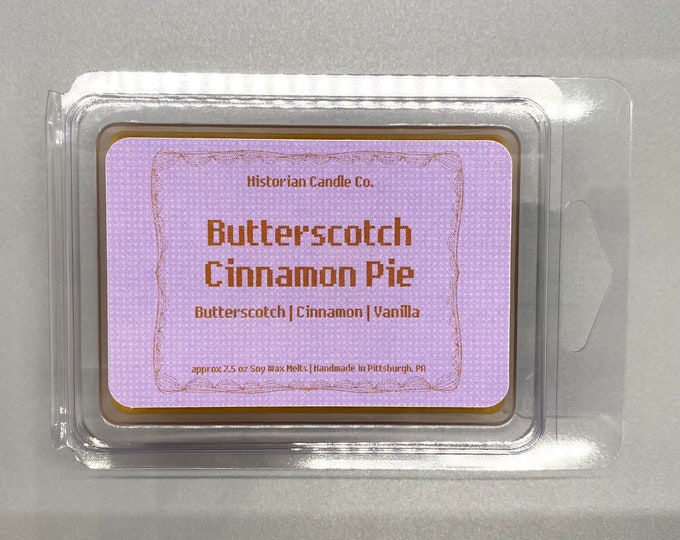 Historian Candle Co.
Butterscotch
Cinnamon Pie
Butterscotch | Cinnamon | Vanilla
approx 2.5 oz Soy Wax Melts | Handmade in Pittsburgh, PA